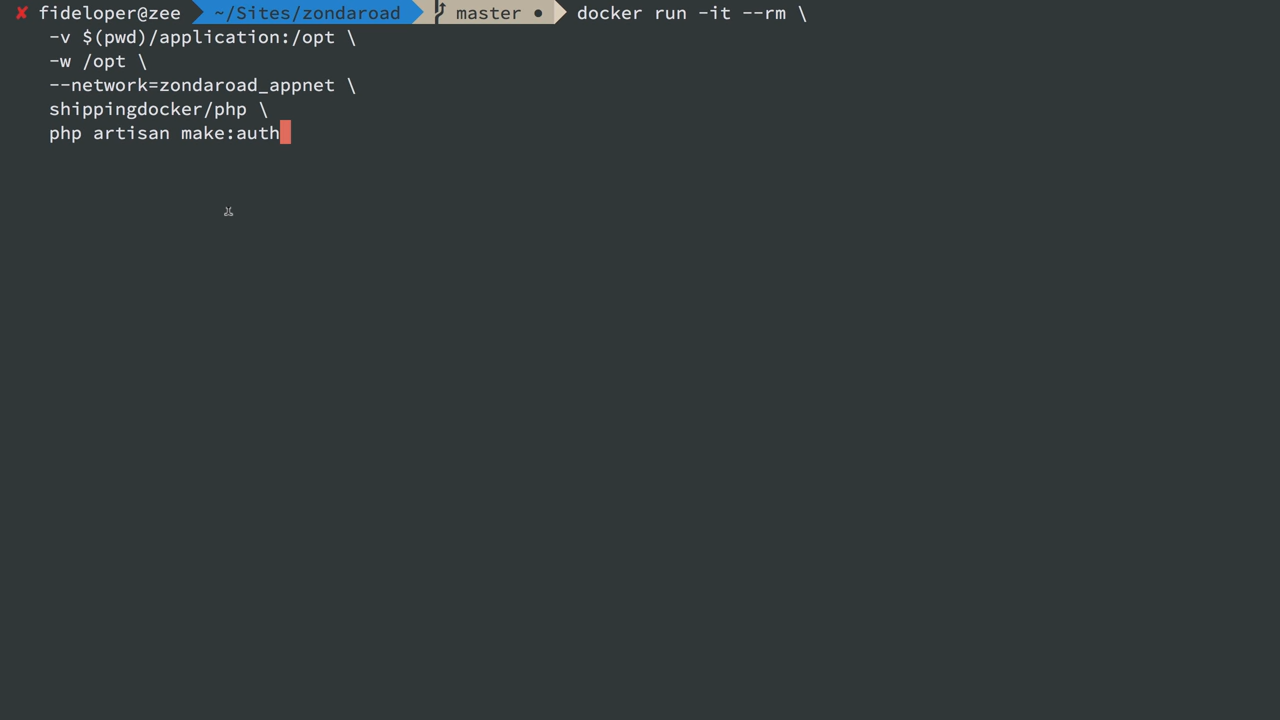 ✘ fideloper@zee ~/Sites/zondaroad master ● docker run -it --rm \
-v $(pwd)/application:/opt \
-w /opt \
--network=zondaroad_appnet \
shippingdocker/php \
php artisan make:auth